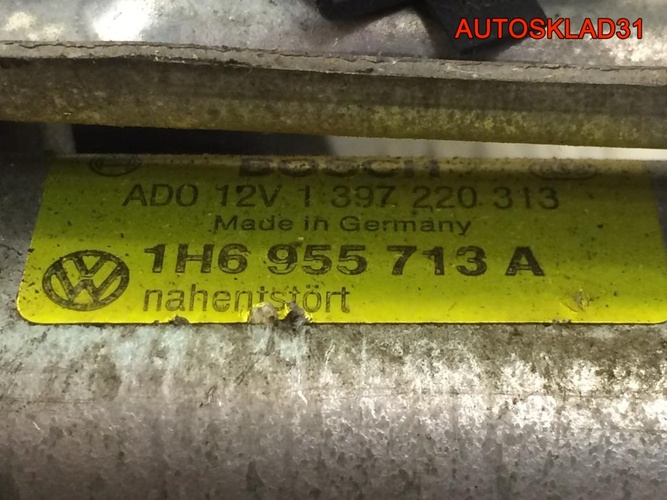 AUTOSKLAD31
BOSCH
ADO 12V 1 397 220 313
Made in Germany
1H6 955 713 A
nahentstört